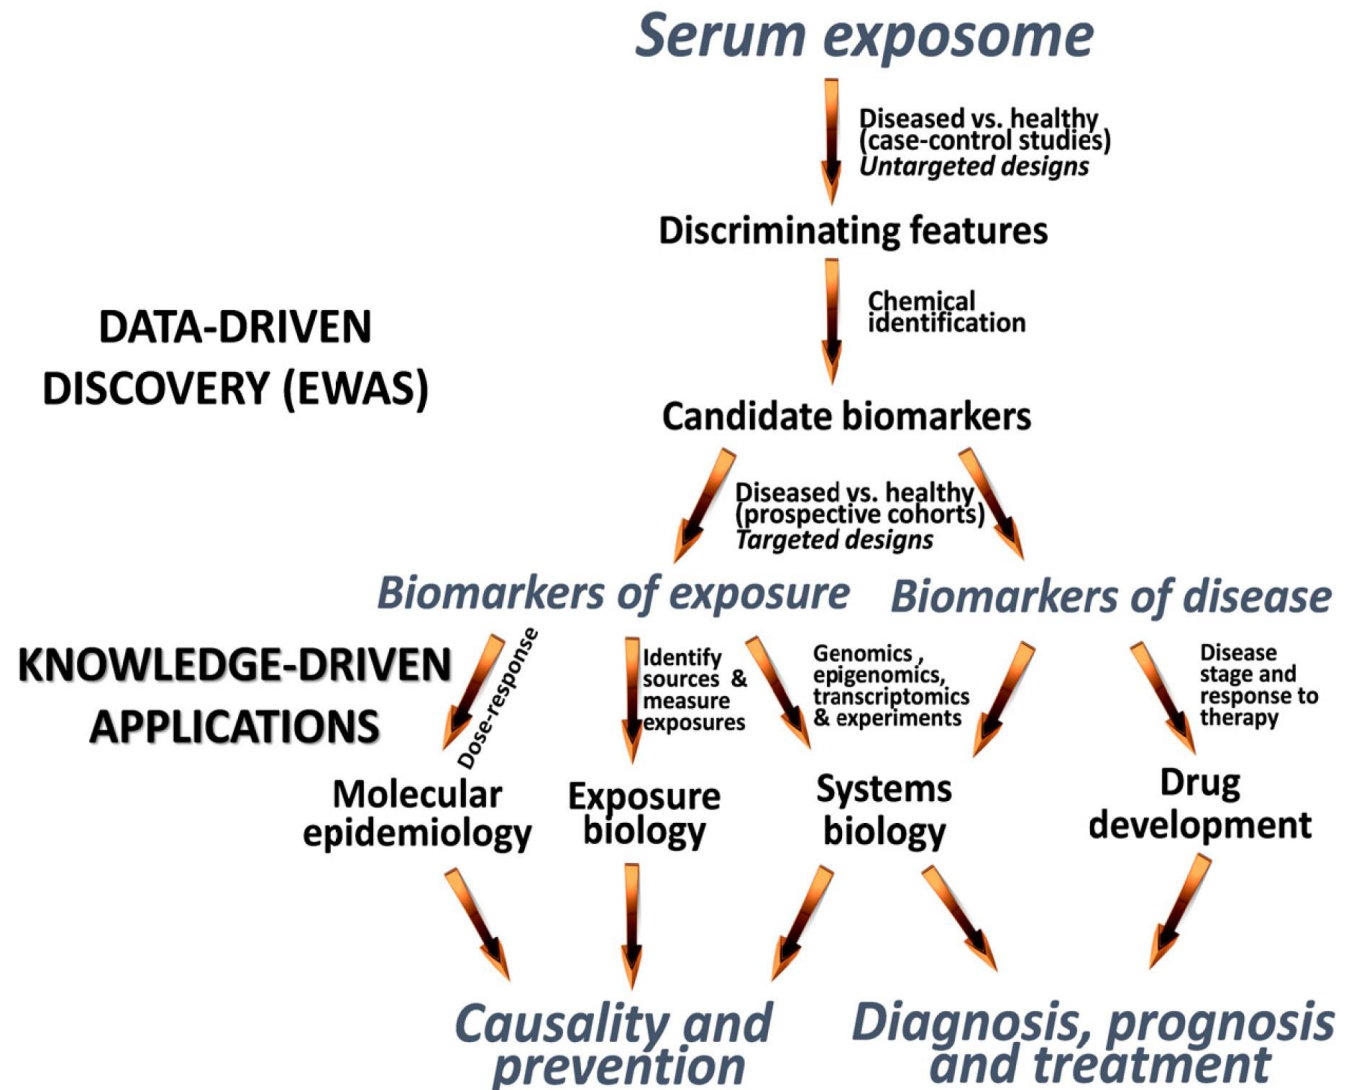 Serum exposome
Diseased vs. healthy
(case-control studies)
Untargeted designs
Discriminating features
Chemical
identification
DATA-DRIVEN
DISCOVERY (EWAS)
Candidate biomarkers
Diseased vs. healthy
(prospective cohorts)
Targeted designs
Biomarkers of exposure
Biomarkers of disease
KNOWLEDGE-DRIVEN
APPLICATIONS
Dose-response
Identify
sources &
measure
exposures
Genomics ,
epigenomics,
transcriptomics
& experiments
Disease
stage and
response to
therapy
Molecular
epidemiology
Exposure
biology
Systems
biology
Drug
development
Causality and
prevention
Diagnosis, prognosis
and treatment